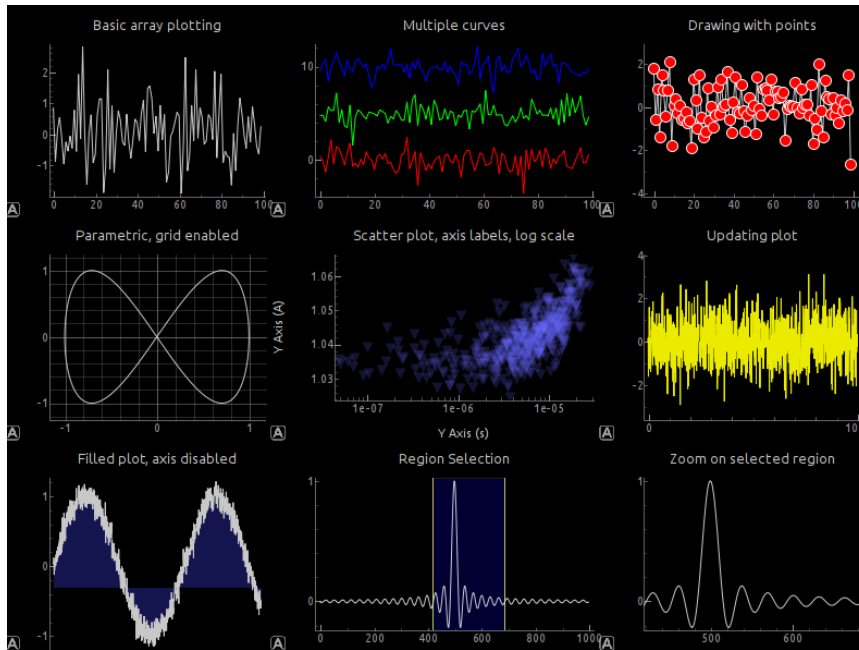 Basic array plotting
Multiple curves
Drawing with points
2
1
0
-1
0 20 40 60 80 100
10
0
0 20 40 60 80 100
2
0
-2
-4
0 20 40 60 80 100
A A A
Parametric, grid enabled
Scatter plot, axis labels, log scale
Updating plot
1
0
-1
-1 0 1
Y Axis (A)
1.06
1.05
1.04
1.03
1e-07 1e-06 1e-05
Y Axis (s)
4
2
0
-2
0 10
A A
Filled plot, axis disabled
Region Selection
Zoom on selected region
1
0
-1
1
0
0 200 400 600 800 1000
1
0
500 600
A A A